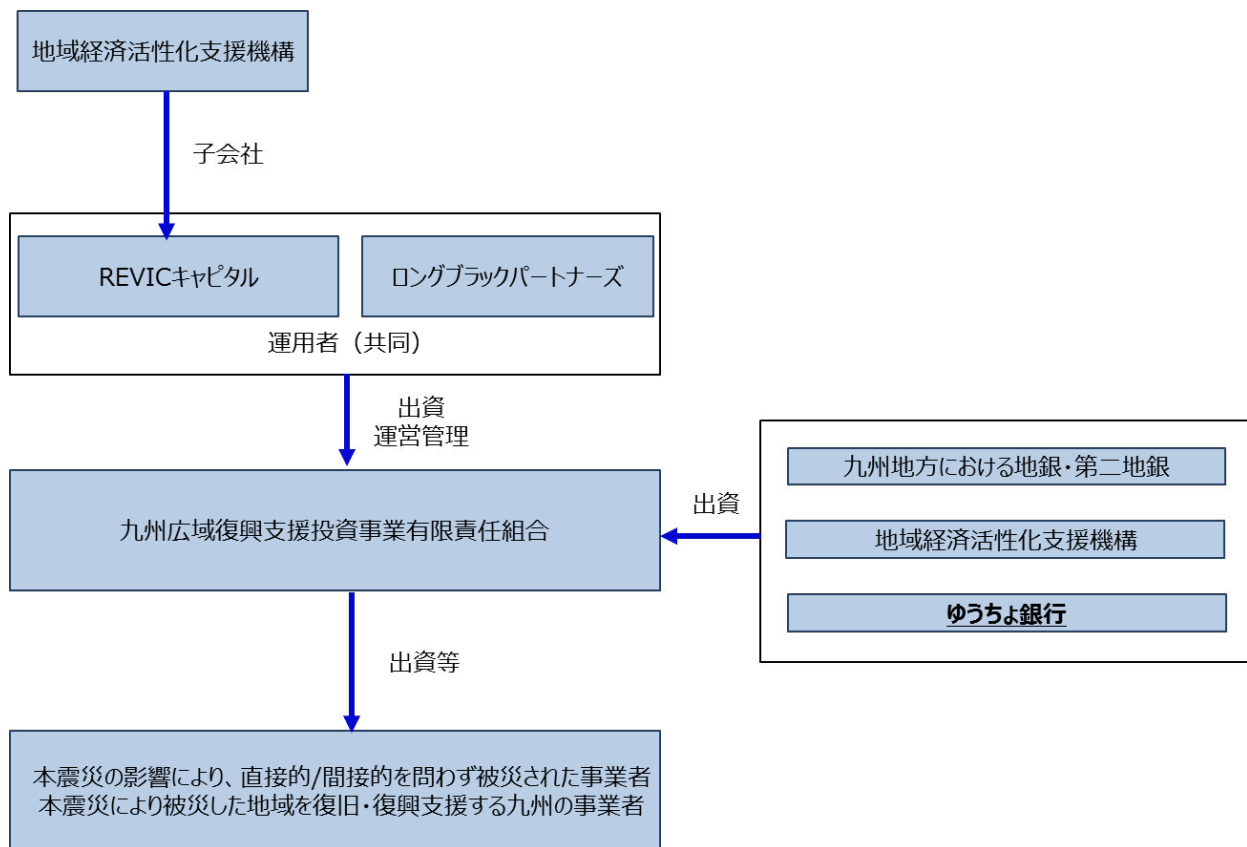 地域経済活性化支援機構
子会社
REVICキャピタル
ロングブラックパートナーズ
運用者（共同）
出資
運営管理
九州広域復興支援投資事業有限責任組合
出資
九州地方における地銀・第二地銀
地域経済活性化支援機構
ゆうちょ銀行
出資等
本震災の影響により、直接的/間接的を問わず被災された事業者
本震災により被災した地域を復旧・復興支援する九州の事業者